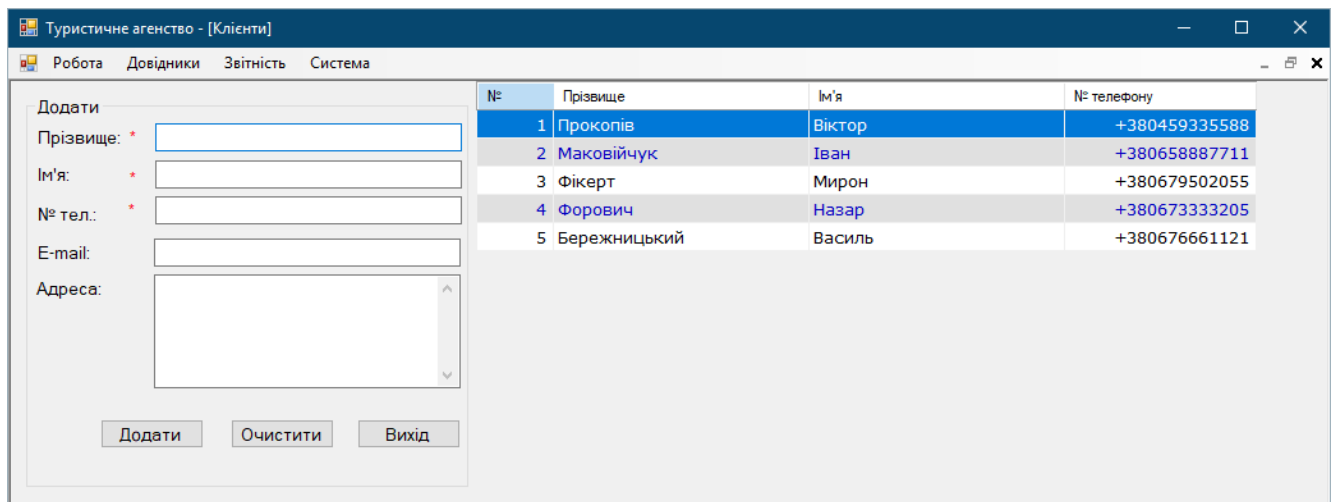 Туристичне агенство - [Клієнти]
Робота Довідники Звітність Система
Додати
Прізвище: *
Ім'я: *
№ тел.: *
E-mail:
Адреса:
Додати Очистити Вихід
№ Прізвище Ім'я № телефону
1 Прокопів Віктор +380459335588
2 Маковійчук Іван +380658887711
3 Фікерт Мирон +380679502055
4 Форович Назар +380673333205
5 Бережницький Василь +380676661121